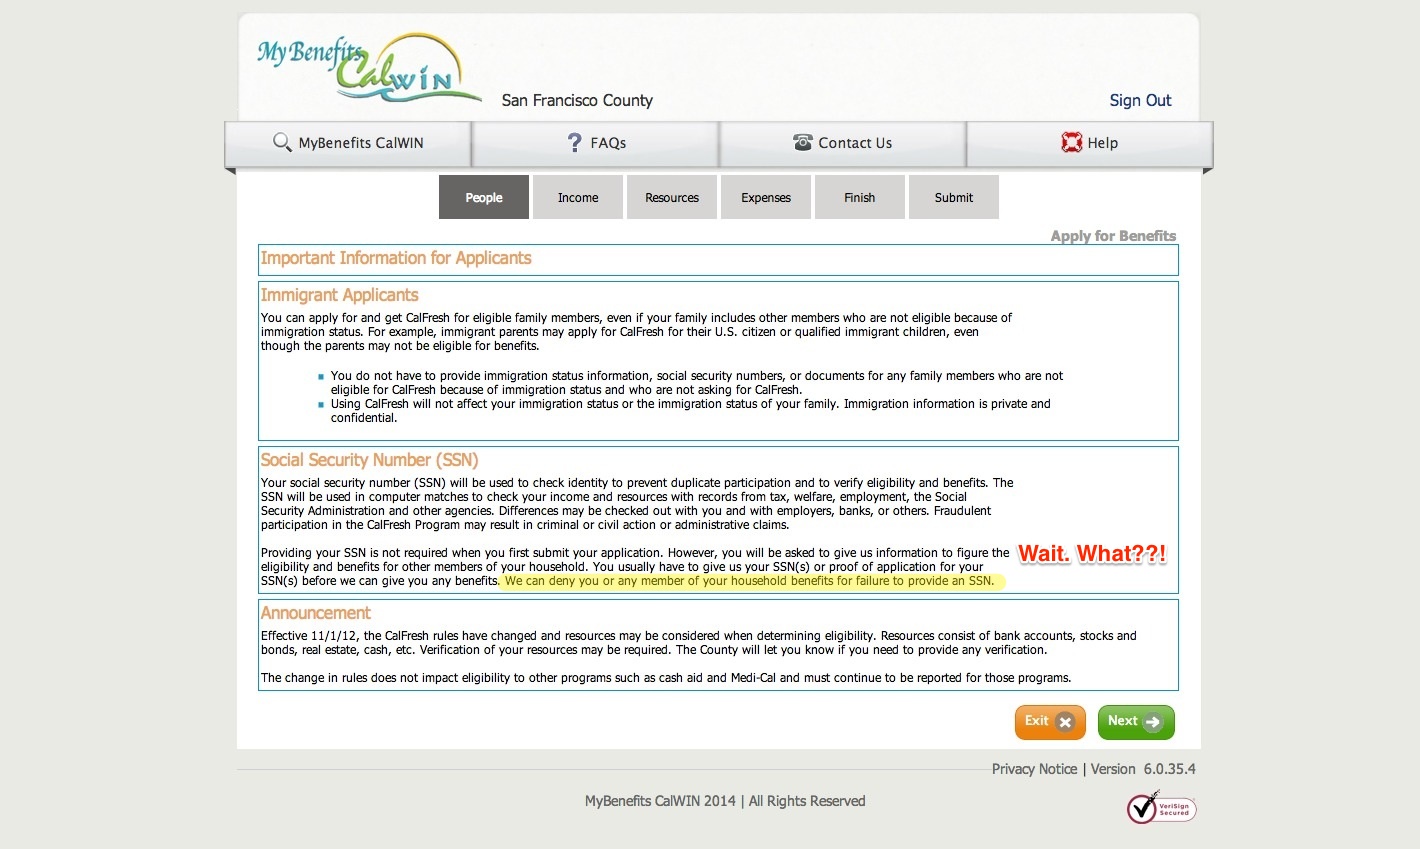 My Benefits
CalWIN
San Francisco County
Sign Out
MyBenefits CalWIN
FAQs
Contact Us
Help
People
Income
Resources
Expenses
Finish
Submit
Apply for Benefits
Important Information for Applicants
Immigrant Applicants
You can apply for and get CalFresh for eligible family members, even if your family includes other members who are not eligible because of
immigration status. For example, immigrant parents may apply for CalFresh for their U.S. citizen or qualified immigrant children, even
though the parents may not be eligible for benefits.
You do not have to provide immigration status information, social security numbers, or documents for any family members who are not
eligible for CalFresh because of immigration status and who are not asking for CalFresh.
Using CalFresh will not affect your immigration status or the immigration status of your family. Immigration information is private and
confidential.
Social Security Number (SSN)
Your social security number (SSN) will be used to check identity to prevent duplicate participation and to verify eligibility and benefits. The
SSN will be used in computer matches to check your income and resources with records from tax, welfare, employment, the Social
Security Administration and other agencies. Differences may be checked out with you and with employers, banks, or others. Fraudulent
participation in the CalFresh Program may result in criminal or civil action or administrative claims.
Providing your SSN is not required when you first submit your application. However, you will be asked to give us information to figure the
eligibility and benefits for other members of your household. You usually have to give us your SSN(s) or proof of application for your
SSN(s) before we can give you any benefits. We can deny you or any member of your household benefits for failure to provide an SSN.
Wait. What??!
Announcement
Effective 11/1/12, the CalFresh rules have changed and resources may be considered when determining eligibility. Resources consist of bank accounts, stocks and
bonds, real estate, cash, etc. Verification of your resources may be required. The County will let you know if you need to provide any verification.
The change in rules does not impact eligibility to other programs such as cash aid and Medi-Cal and must continue to be reported for those programs.
Exit
Next
Privacy Notice | Version 6.0.35.4
MyBenefits CalWIN 2014 | All Rights Reserved
VeriSign
Secured